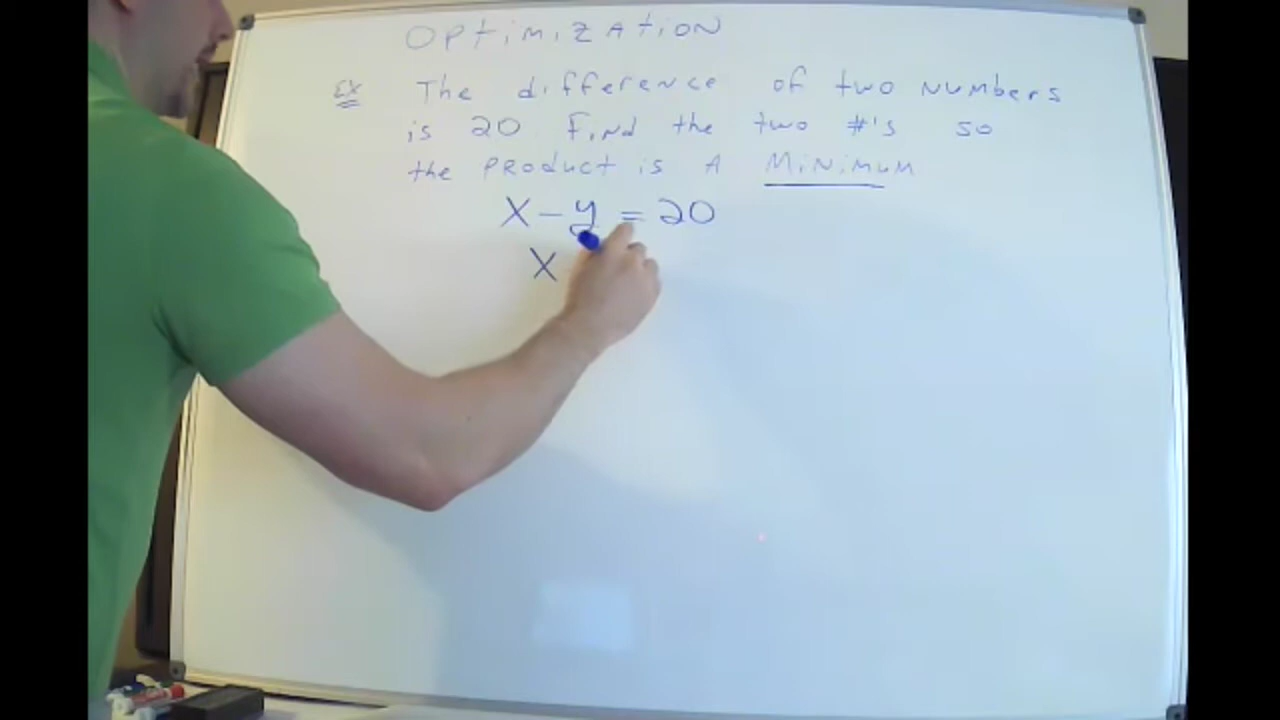 Optimization
Ex The difference of two numbers
is 20 Find the two #'s so
the product is a minimum
x - y = 20
x